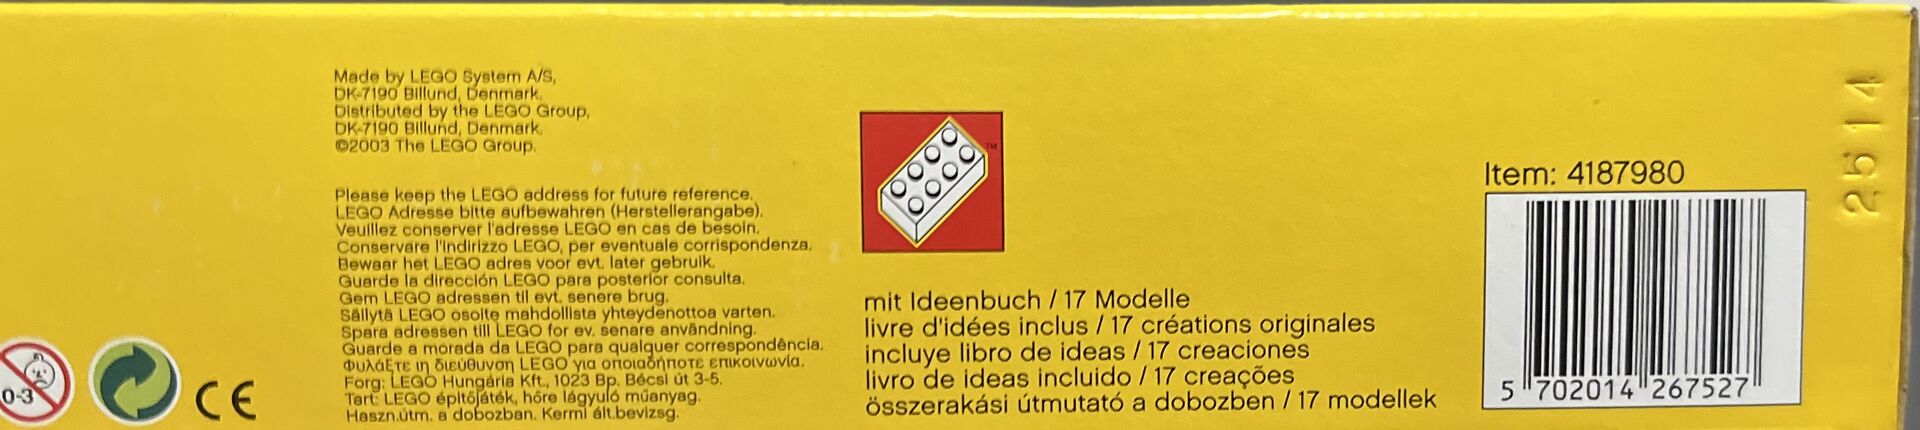 Made by LEGO System A/S,
DK-7190 Billund, Denmark.
Distributed by the LEGO Group,
DK-7190 Billund, Denmark.
©2003 The LEGO Group.
Please keep the LEGO address for future reference.
LEGO Adresse bitte aufbewahren (Herstellerangabe).
Veuillez conserver l'adresse LEGO en cas de besoin.
Conservare l'indirizzo LEGO, per eventuale corrispondenza.
Bewaar het LEGO adres voor evt. later gebruik.
Guarde la dirección LEGO para posterior consulta.
Gem LEGO adressen til evt. senere brug.
Säilytä LEGO osoite mahdollista yhteydenottoa varten.
Spara adressen till LEGO for ev. senare användning.
Guarde a morada da LEGO para qualquer correspondência.
Φυλάξτε τη διεύθυνση LEGO για οποιαδήποτε επικοινωνία.
Forg: LEGO Hungária Kft., 1023 Bp. Bécsi út 3-5.
Tart: LEGO építőjáték, hőre lágyuló műanyag.
Haszn.útm. a dobozban. Kermi ált.bevizsg.
0-3
CE
TM
mit Ideenbuch / 17 Modelle
livre d'idées inclus / 17 créations originales
incluye libro de ideas / 17 creaciones
livro de ideas incluido / 17 creações
összerakási útmutató a dobozben / 17 modellek
Item: 4187980
5 702014 267527
25 14